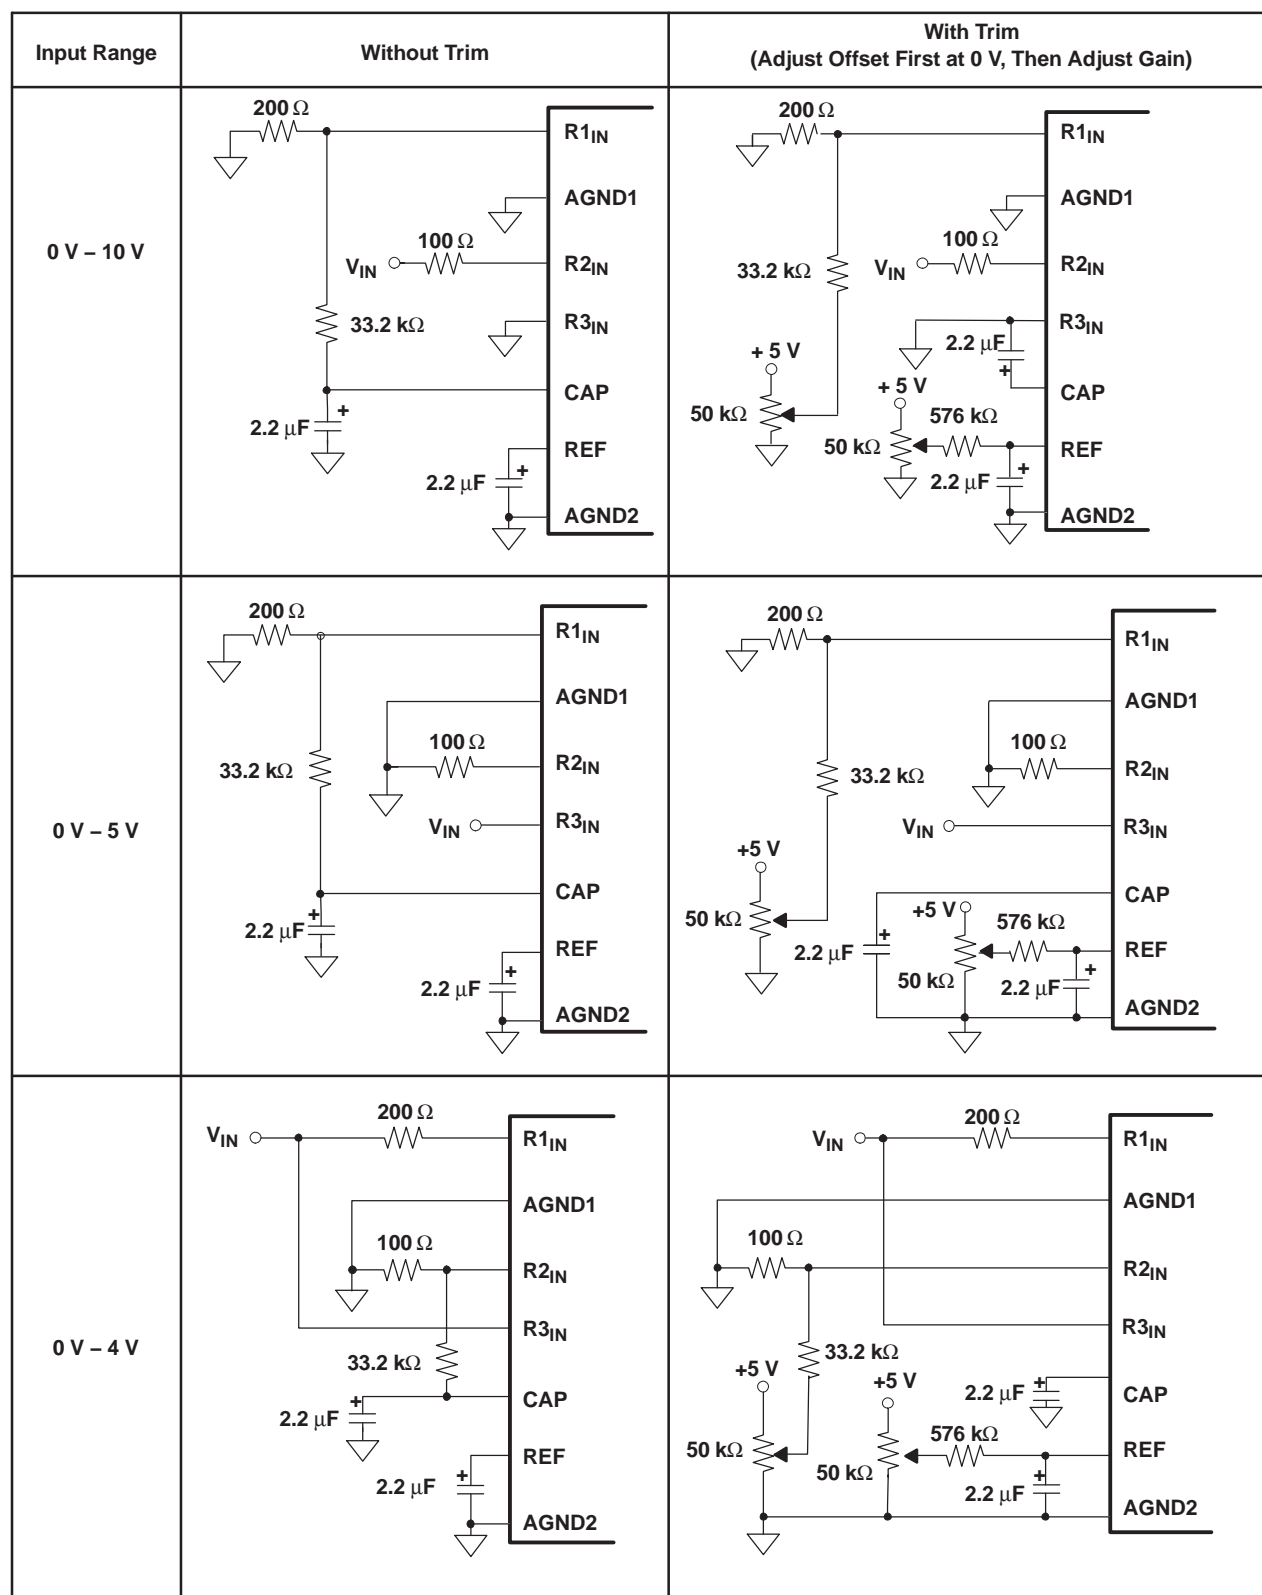 Input Range
Without Trim
With Trim
(Adjust Offset First at 0 V, Then Adjust Gain)
0 V – 10 V
200 Ω
R1IN
AGND1
100 Ω
VIN
R2IN
33.2 kΩ
R3IN
CAP
+
2.2 μF
REF
+
2.2 μF
AGND2
200 Ω
R1IN
AGND1
100 Ω
33.2 kΩ
VIN
R2IN
R3IN
2.2 μF
+
+ 5 V
CAP
+ 5 V
50 kΩ
576 kΩ
50 kΩ
REF
+
2.2 μF
AGND2
0 V – 5 V
200 Ω
R1IN
AGND1
100 Ω
33.2 kΩ
R2IN
VIN
R3IN
CAP
+
2.2 μF
REF
+
2.2 μF
AGND2
200 Ω
R1IN
AGND1
100 Ω
33.2 kΩ
R2IN
VIN
R3IN
+5 V
CAP
+5 V
50 kΩ
+
576 kΩ
2.2 μF
REF
+
50 kΩ
2.2 μF
AGND2
0 V – 4 V
200 Ω
VIN
R1IN
AGND1
100 Ω
R2IN
R3IN
33.2 kΩ
CAP
+
2.2 μF
REF
+
2.2 μF
AGND2
200 Ω
VIN
R1IN
AGND1
100 Ω
R2IN
R3IN
33.2 kΩ
+5 V
+5 V
+
2.2 μF
CAP
576 kΩ
50 kΩ
REF
50 kΩ
+
2.2 μF
AGND2